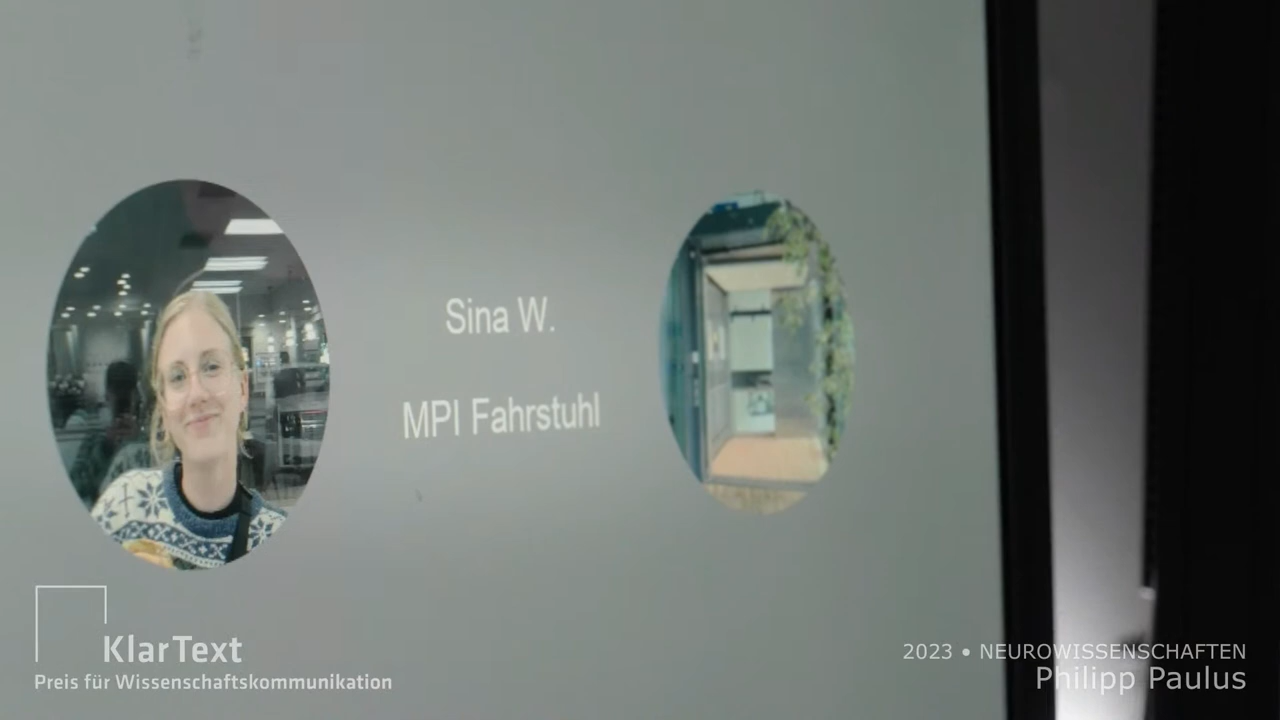 Sina W.
MPI Fahrstuhl
KlarText
Preis für Wissenschaftskommunikation
2023 • NEUROWISSENSCHAFTEN
Philipp Paulus